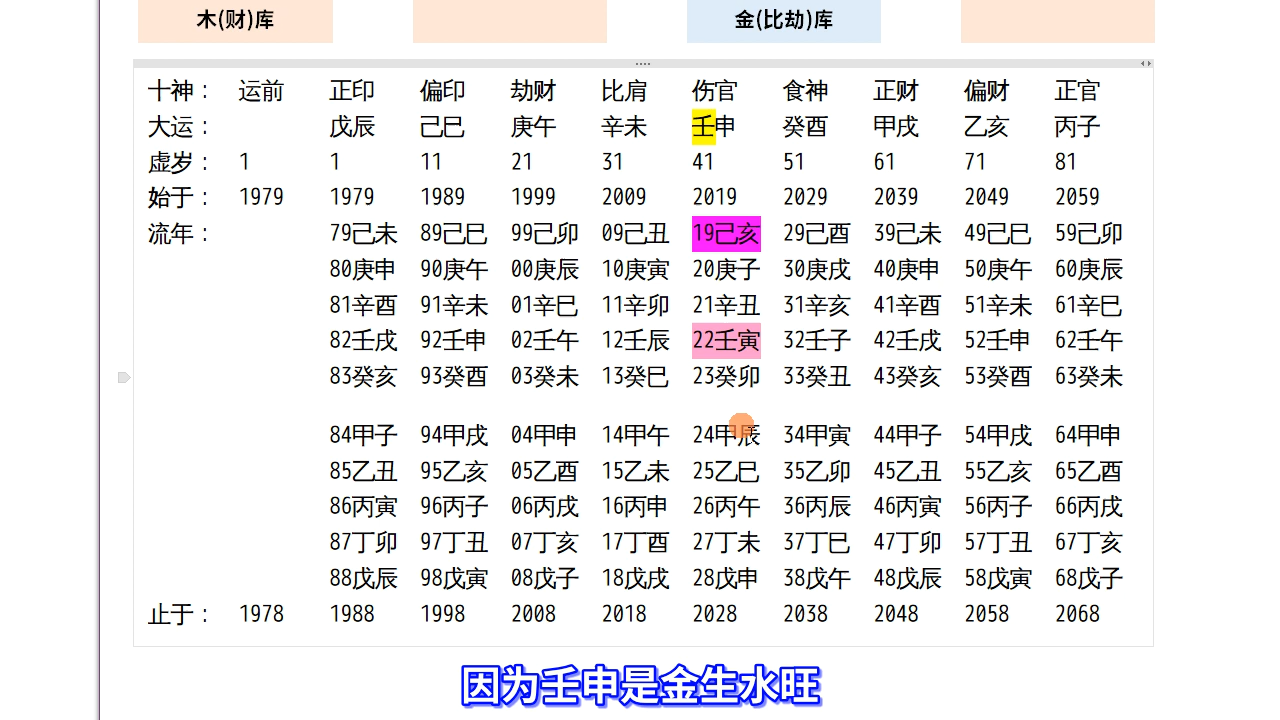 木(财)库 金(比劫)库
十神： 运前 正印 偏印 劫财 比肩 伤官 食神 正财 偏财 正官
大运： 戊辰 己巳 庚午 辛未 壬申 癸酉 甲戌 乙亥 丙子
虚岁： 1 1 11 21 31 41 51 61 71 81
始于： 1979 1979 1989 1999 2009 2019 2029 2039 2049 2059
流年： 79己未 89己巳 99己卯 09己丑 19己亥 29己酉 39己未 49己巳 59己卯
80庚申 90庚午 00庚辰 10庚寅 20庚子 30庚戌 40庚申 50庚午 60庚辰
81辛酉 91辛未 01辛巳 11辛卯 21辛丑 31辛亥 41辛酉 51辛未 61辛巳
82壬戌 92壬申 02壬午 12壬辰 22壬寅 32壬子 42壬戌 52壬申 62壬午
83癸亥 93癸酉 03癸未 13癸巳 23癸卯 33癸丑 43癸亥 53癸酉 63癸未
84甲子 94甲戌 04甲申 14甲午 24甲辰 34甲寅 44甲子 54甲戌 64甲申
85乙丑 95乙亥 05乙酉 15乙未 25乙巳 35乙卯 45乙丑 55乙亥 65乙酉
86丙寅 96丙子 06丙戌 16丙申 26丙午 36丙辰 46丙寅 56丙子 66丙戌
87丁卯 97丁丑 07丁亥 17丁酉 27丁未 37丁巳 47丁卯 57丁丑 67丁亥
88戊辰 98戊寅 08戊子 18戊戌 28戊申 38戊午 48戊辰 58戊寅 68戊子
止于： 1978 1988 1998 2008 2018 2028 2038 2048 2058 2068
因为壬申是金生水旺